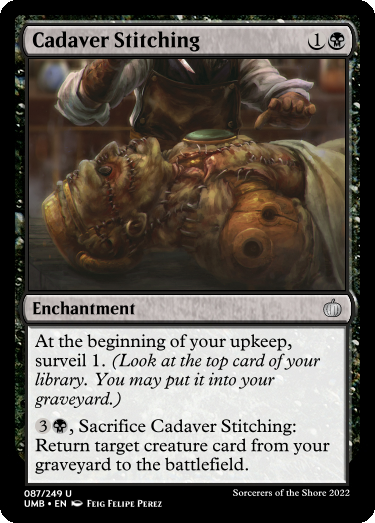 Cadaver Stitching 1
Enchantment
At the beginning of your upkeep,
surveil 1. (Look at the top card of your
library. You may put it into your
graveyard.)
3, Sacrifice Cadaver Stitching:
Return target creature card from your
graveyard to the battlefield.
087/249 U
Sorcerers of the Shore 2022
UMB • EN Feig Felipe Perez